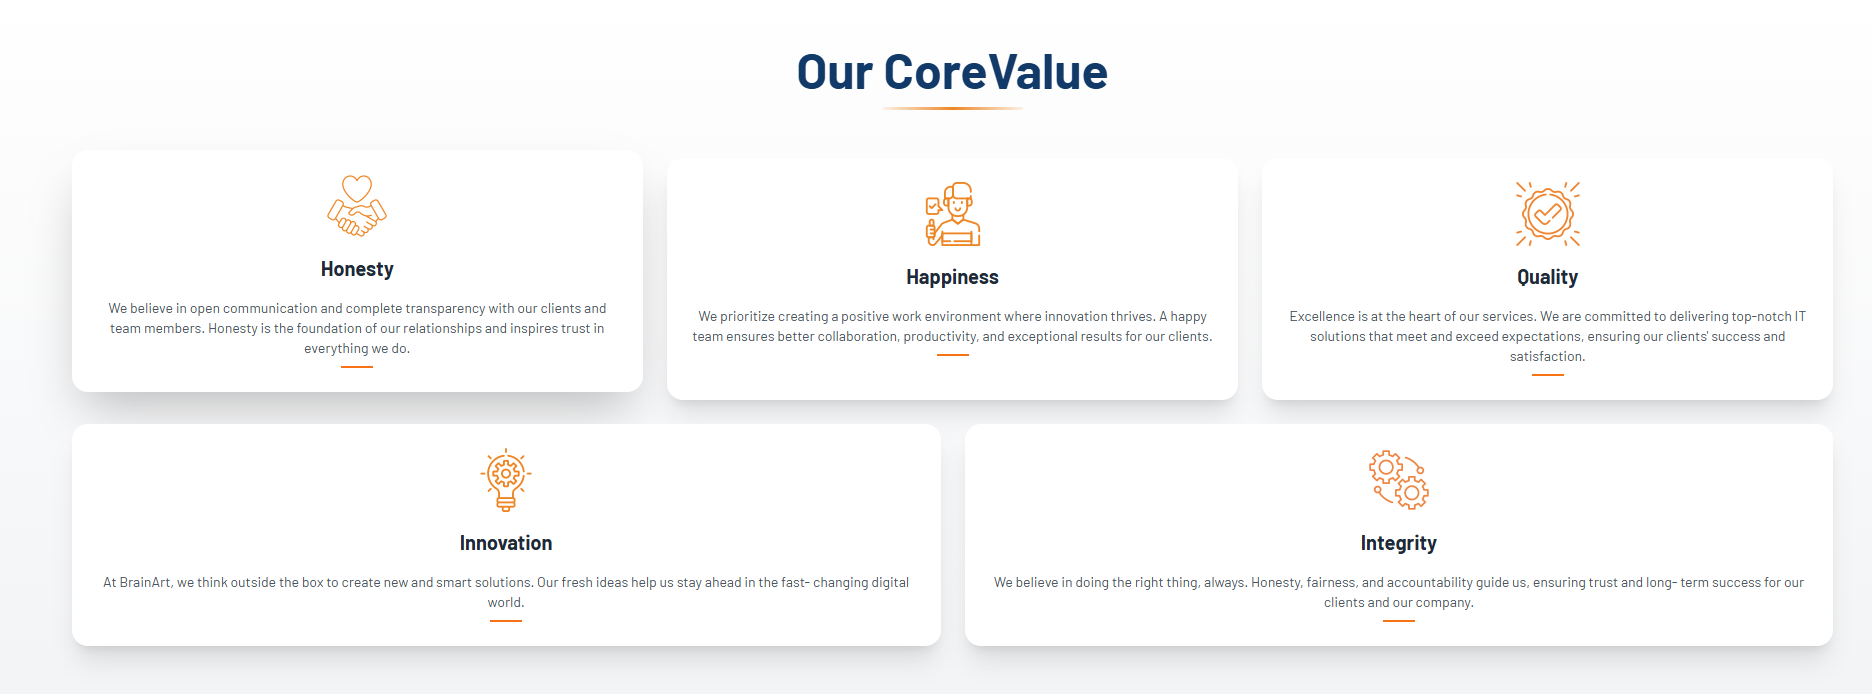 Our CoreValue
Honesty
We believe in open communication and complete transparency with our clients and
team members. Honesty is the foundation of our relationships and inspires trust in
everything we do.
Happiness
We prioritize creating a positive work environment where innovation thrives. A happy
team ensures better collaboration, productivity, and exceptional results for our clients.
Quality
Excellence is at the heart of our services. We are committed to delivering top-notch IT
solutions that meet and exceed expectations, ensuring our clients' success and
satisfaction.
Innovation
At BrainArt, we think outside the box to create new and smart solutions. Our fresh ideas help us stay ahead in the fast- changing digital
world.
Integrity
We believe in doing the right thing, always. Honesty, fairness, and accountability guide us, ensuring trust and long- term success for our
clients and our company.